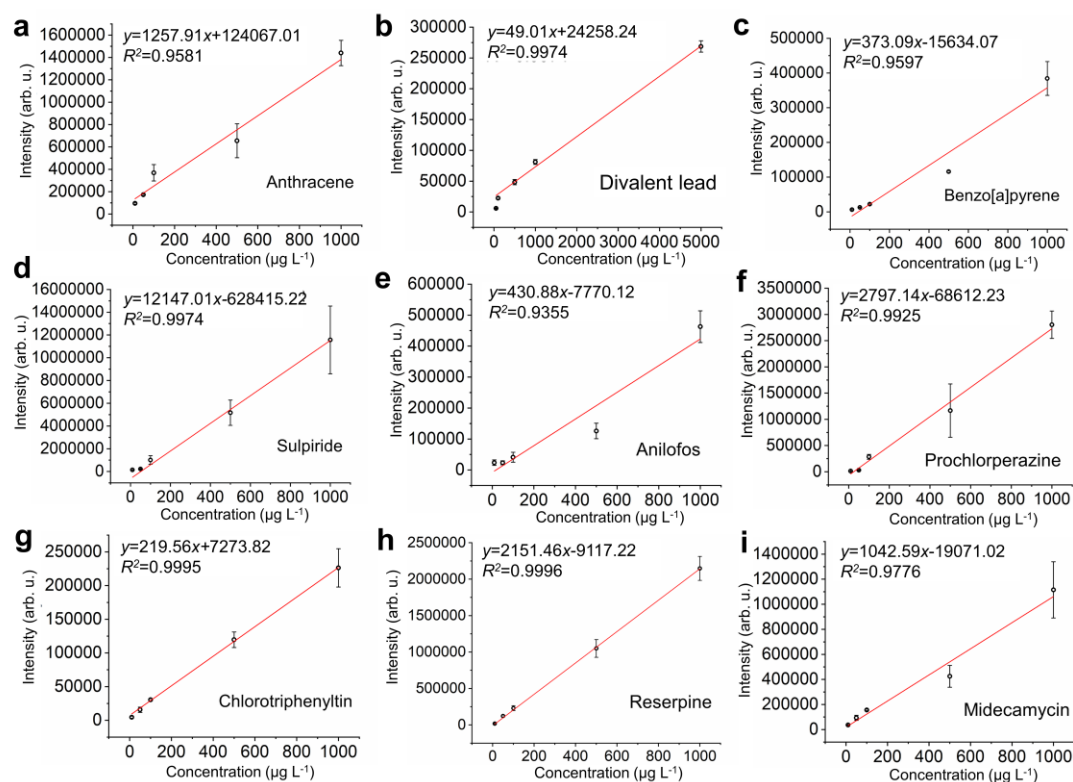 a
y=1257.91x+124067.01
R²=0.9581
1600000
1400000
1200000
1000000
800000
600000
400000
200000
0
Intensity (arb. u.)
Anthracene
0 200 400 600 800 1000
Concentration (µg L⁻¹)
b
y=49.01x+24258.24
R²=0.9974
300000
250000
200000
150000
100000
50000
0
Intensity (arb. u.)
Divalent lead
0 1000 2000 3000 4000 5000
Concentration (µg L⁻¹)
c
y=373.09x-15634.07
R²=0.9597
500000
400000
300000
200000
100000
0
Intensity (arb. u.)
Benzo[a]pyrene
0 200 400 600 800 1000
Concentration (µg L⁻¹)
d
y=12147.01x-628415.22
R²=0.9974
16000000
14000000
12000000
10000000
8000000
6000000
4000000
2000000
0
Intensity (arb. u.)
Sulpiride
0 200 400 600 800 1000
Concentration (µg L⁻¹)
e
y=430.88x-7770.12
R²=0.9355
600000
500000
400000
300000
200000
100000
0
Intensity (arb. u.)
Anilofos
0 200 400 600 800 1000
Concentration (µg L⁻¹)
f
y=2797.14x-68612.23
R²=0.9925
3500000
3000000
2500000
2000000
1500000
1000000
500000
0
Intensity (arb. u.)
Prochlorperazine
0 200 400 600 800 1000
Concentration (µg L⁻¹)
g
y=219.56x+7273.82
R²=0.9995
250000
200000
150000
100000
50000
0
Intensity (arb. u.)
Chlorotriphenyltin
0 200 400 600 800 1000
Concentration (µg L⁻¹)
h
y=2151.46x-9117.22
R²=0.9996
2500000
2000000
1500000
1000000
500000
0
Intensity (arb. u.)
Reserpine
0 200 400 600 800 1000
Concentration (µg L⁻¹)
i
y=1042.59x-19071.02
R²=0.9776
1400000
1200000
1000000
800000
600000
400000
200000
0
Intensity (arb. u.)
Midecamycin
0 200 400 600 800 1000
Concentration (µg L⁻¹)